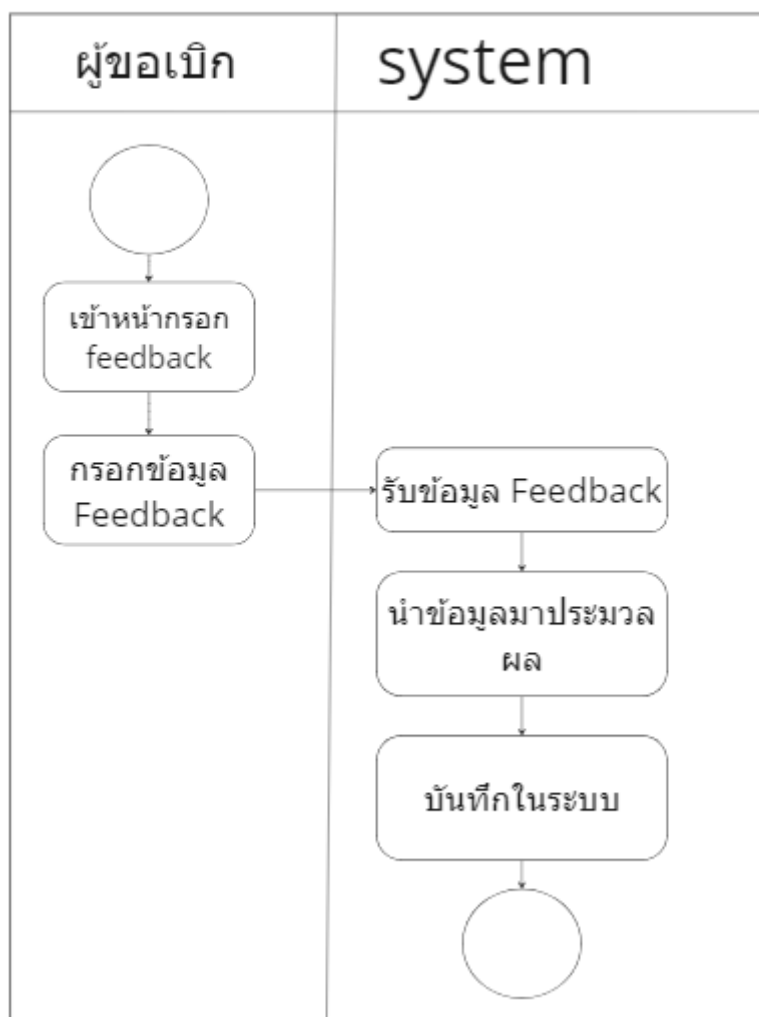 ผู้ขอเบิก
system
เข้าหน้ากรอก
feedback
กรอกข้อมูล
Feedback
รับข้อมูล Feedback
นำข้อมูลมาประมวล
ผล
บันทึกในระบบ